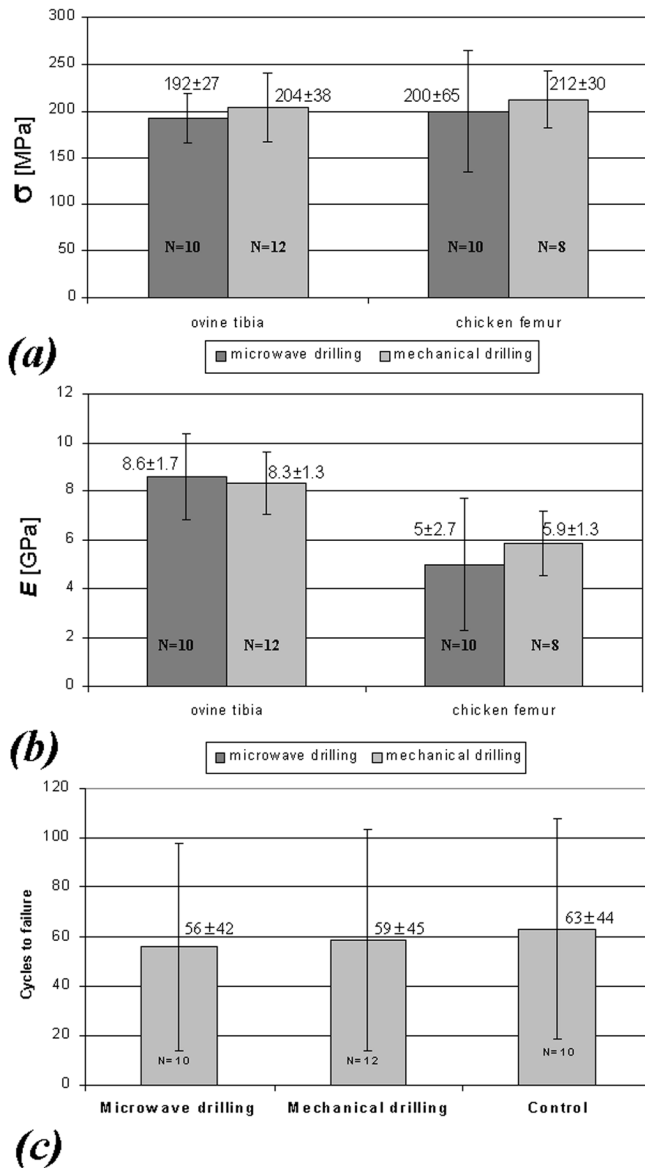 300
250
200
150
100
50
0
σ [MPa]
192±27
204±38
200±65
212±30
N=10
N=12
N=10
N=8
ovine tibia
chicken femur
microwave drilling
mechanical drilling
(a)
12
10
8
6
4
2
0
E [GPa]
8.6±1.7
8.3±1.3
5±2.7
5.9±1.3
N=10
N=12
N=10
N=8
ovine tibia
chicken femur
microwave drilling
mechanical drilling
(b)
120
100
80
60
40
20
0
Cycles to failure
56±42
59±45
63±44
N=10
N=12
N=10
Microwave drilling
Mechanical drilling
Control
(c)